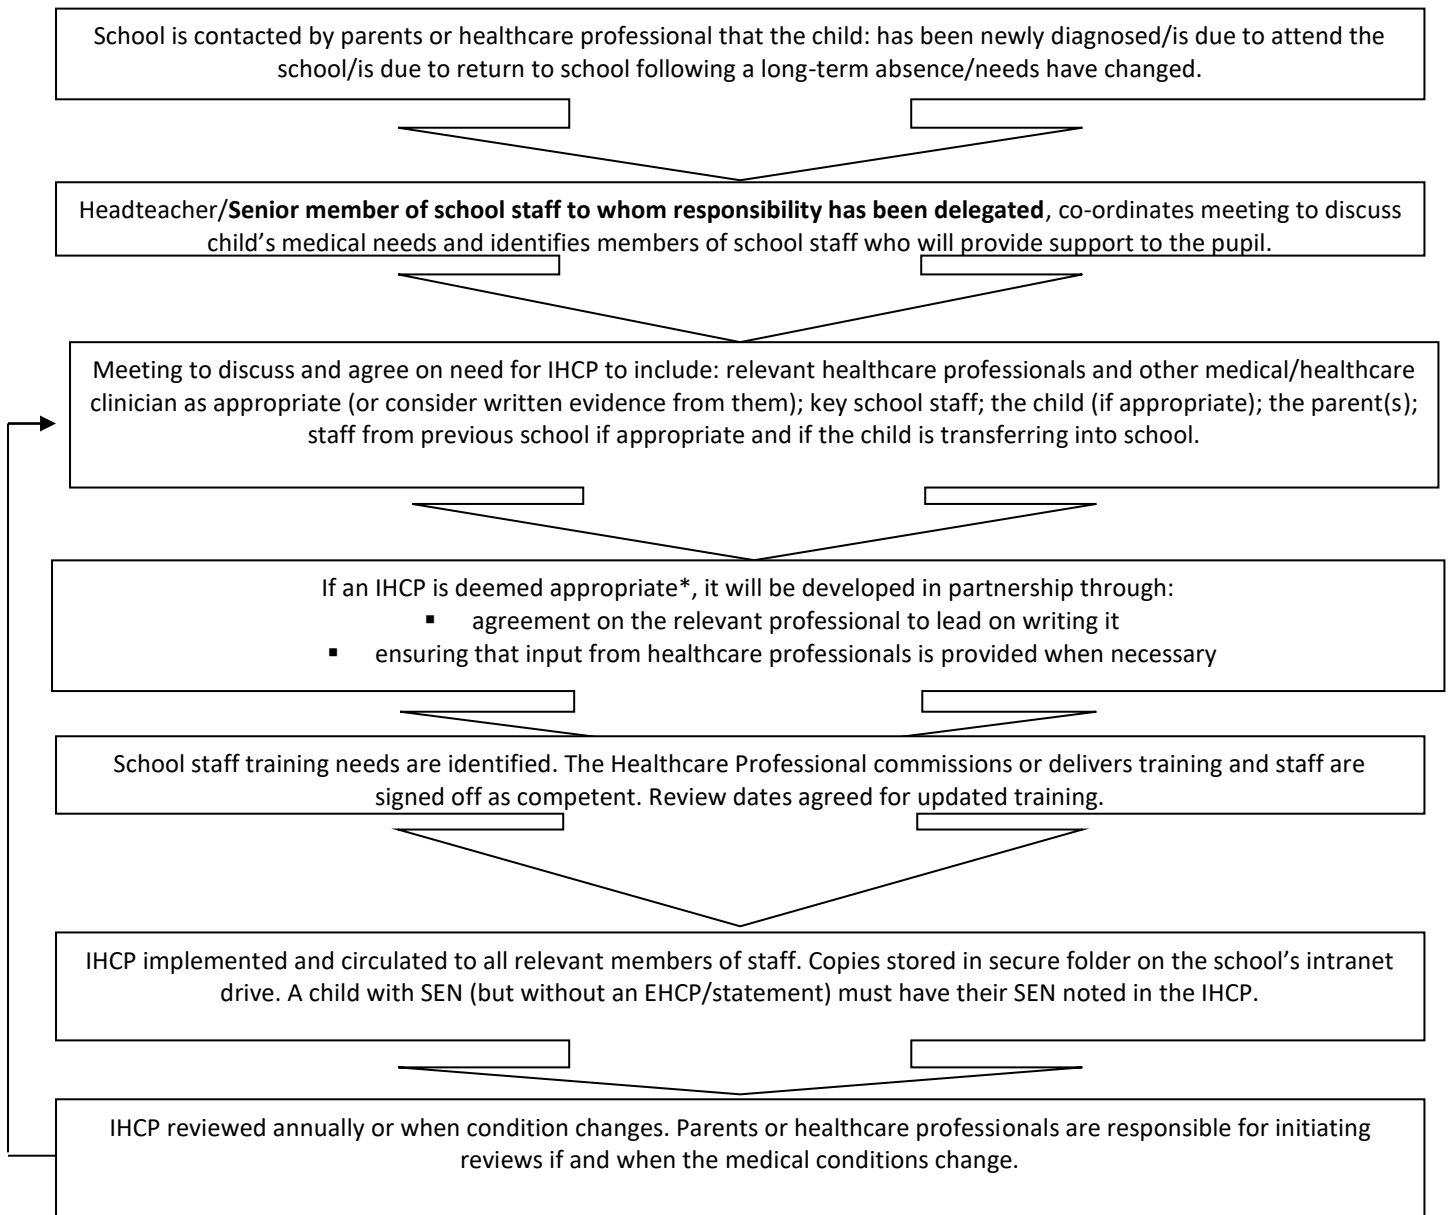 School is contacted by parents or healthcare professional that the child: has been newly diagnosed/is due to attend the
school/is due to return to school following a long-term absence/needs have changed.
Headteacher/Senior member of school staff to whom responsibility has been delegated, co-ordinates meeting to discuss
child’s medical needs and identifies members of school staff who will provide support to the pupil.
Meeting to discuss and agree on need for IHCP to include: relevant healthcare professionals and other medical/healthcare
clinician as appropriate (or consider written evidence from them); key school staff; the child (if appropriate); the parent(s);
staff from previous school if appropriate and if the child is transferring into school.
If an IHCP is deemed appropriate*, it will be developed in partnership through:
▪ agreement on the relevant professional to lead on writing it
▪ ensuring that input from healthcare professionals is provided when necessary
School staff training needs are identified. The Healthcare Professional commissions or delivers training and staff are
signed off as competent. Review dates agreed for updated training.
IHCP implemented and circulated to all relevant members of staff. Copies stored in secure folder on the school’s intranet
drive. A child with SEN (but without an EHCP/statement) must have their SEN noted in the IHCP.
IHCP reviewed annually or when condition changes. Parents or healthcare professionals are responsible for initiating
reviews if and when the medical conditions change.